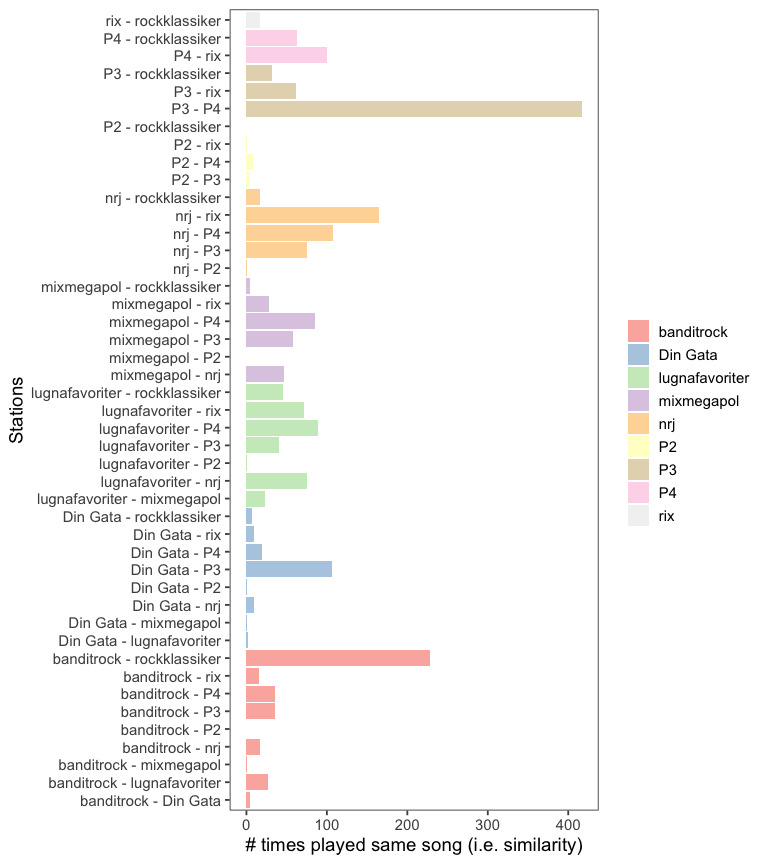 rix - rockklassiker
P4 - rockklassiker
P4 - rix
P3 - rockklassiker
P3 - rix
P3 - P4
P2 - rockklassiker
P2 - rix
P2 - P4
P2 - P3
nrj - rockklassiker
nrj - rix
nrj - P4
nrj - P3
nrj - P2
mixmegapol - rockklassiker
mixmegapol - rix
mixmegapol - P4
mixmegapol - P3
mixmegapol - P2
mixmegapol - nrj
lugnafavoriter - rockklassiker
lugnafavoriter - rix
lugnafavoriter - P4
lugnafavoriter - P3
lugnafavoriter - P2
lugnafavoriter - nrj
lugnafavoriter - mixmegapol
Din Gata - rockklassiker
Din Gata - rix
Din Gata - P4
Din Gata - P3
Din Gata - P2
Din Gata - nrj
Din Gata - mixmegapol
Din Gata - lugnafavoriter
banditrock - rockklassiker
banditrock - rix
banditrock - P4
banditrock - P3
banditrock - P2
banditrock - nrj
banditrock - mixmegapol
banditrock - lugnafavoriter
banditrock - Din Gata
Stations
0 100 200 300 400
# times played same song (i.e. similarity)
banditrock
Din Gata
lugnafavoriter
mixmegapol
nrj
P2
P3
P4
rix